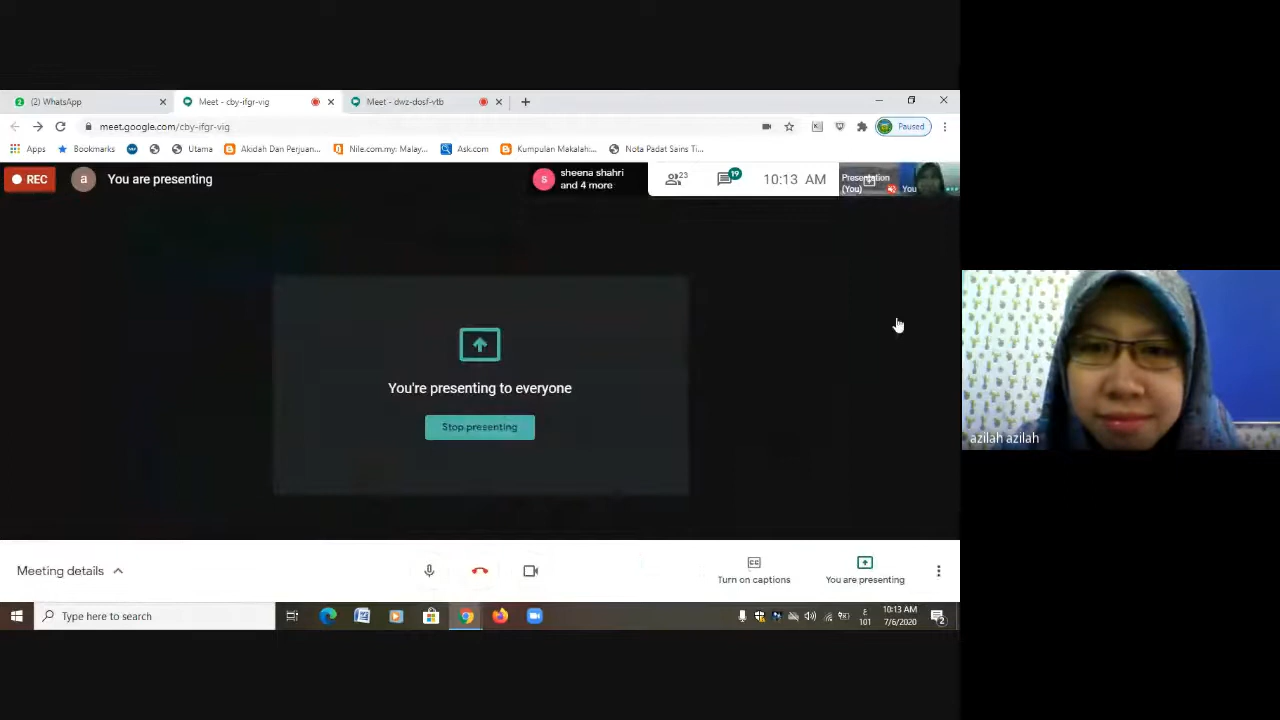 (2) WhatsApp
Meet - cby-ifgr-vig
Meet - dwz-dosf-vtb
meet.google.com/cby-ifgr-vig
Paused
Apps
Bookmarks
Utama
Akidah Dan Perjuan...
Nile.com.my: Malay...
Ask.com
Kumpulan Makalah:...
Nota Padat Sains Ti...
REC
a
You are presenting
s
sheena shahri
and 4 more
23
19
10:13 AM
Presentation
(You)
You
You're presenting to everyone
Stop presenting
azilah azilah
Meeting details
CC
Turn on captions
You are presenting
Type here to search
ع
101
10:13 AM
7/6/2020
2